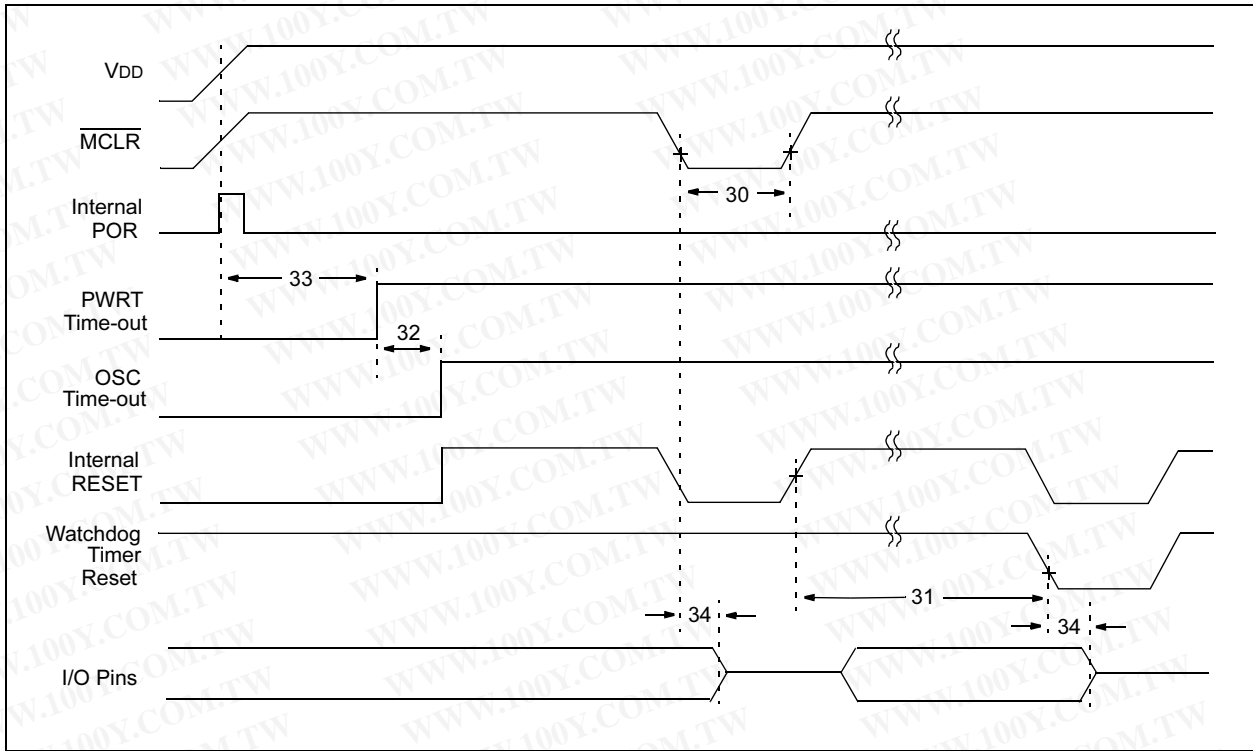 VDD
MCLR
30
Internal
POR
33
PWRT
Time-out
32
OSC
Time-out
Internal
RESET
Watchdog
Timer
Reset
31
34
34
I/O Pins
WWW.100Y.COM.TW